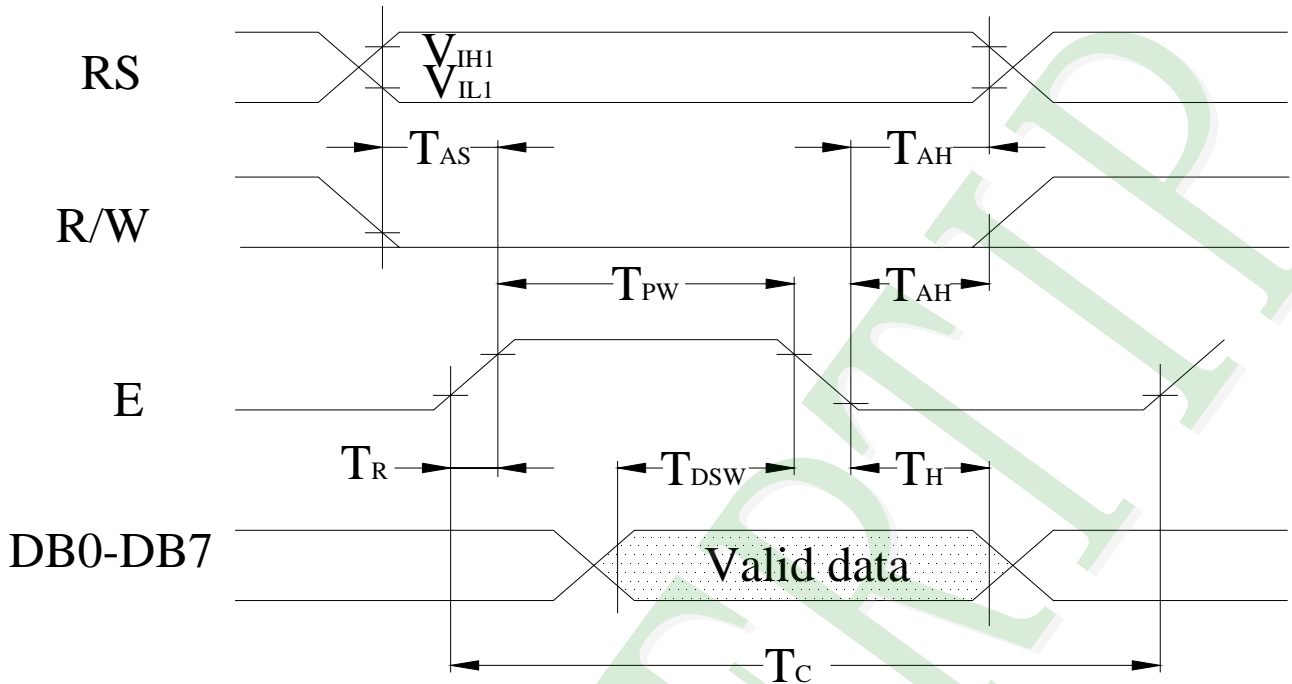 RS
VIH1
VIL1
TAS
TAH
R/W
TPW
TAH
E
TR
TDSW
TH
DB0-DB7
Valid data
TC